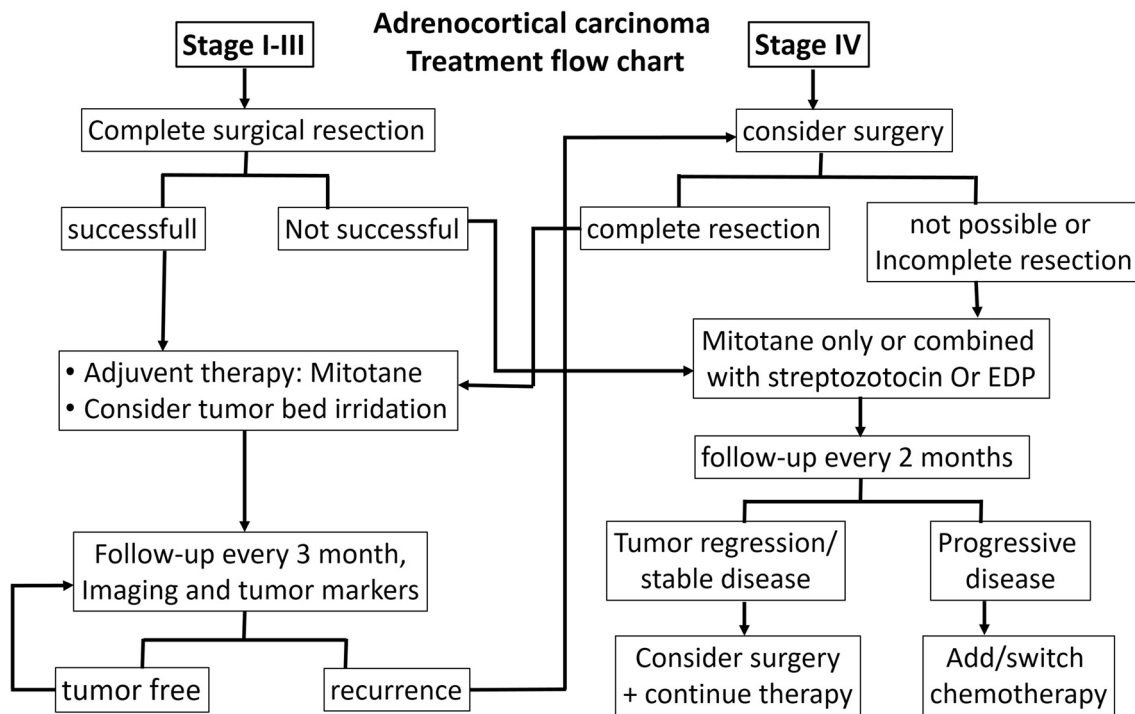 Adrenocortical carcinoma
Treatment flow chart
Stage I-III
Complete surgical resection
successfull
Not successful
• Adjuvent therapy: Mitotane
• Consider tumor bed irridation
Follow-up every 3 month,
Imaging and tumor markers
tumor free
recurrence
Stage IV
consider surgery
complete resection
not possible or
Incomplete resection
Mitotane only or combined
with streptozotocin Or EDP
follow-up every 2 months
Tumor regression/
stable disease
Progressive
disease
Consider surgery
+ continue therapy
Add/switch
chemotherapy